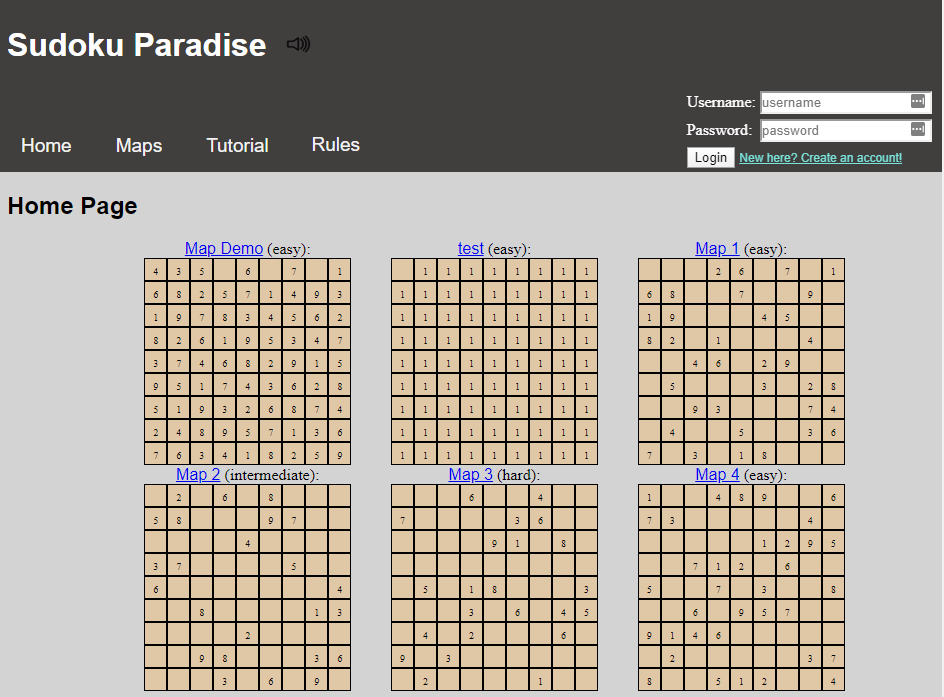 Sudoku Paradise
Username: username
Password: password
Home Maps Tutorial Rules
Login New here? Create an account!
Home Page
Map Demo (easy): test (easy): Map 1 (easy):
4 3 5 6 7 1 1 1 1 1 1 1 1 1 2 6 7 1
6 8 2 5 7 1 4 9 3 1 1 1 1 1 1 1 1 1 6 8 7 9
1 9 7 8 3 4 5 6 2 1 1 1 1 1 1 1 1 1 1 9 4 5
8 2 6 1 9 5 3 4 7 1 1 1 1 1 1 1 1 1 8 2 1 4
3 7 4 6 8 2 9 1 5 1 1 1 1 1 1 1 1 1 4 6 2 9
9 5 1 7 4 3 6 2 8 1 1 1 1 1 1 1 1 1 5 3 2 8
5 1 9 3 2 6 8 7 4 1 1 1 1 1 1 1 1 1 9 3 7 4
2 4 8 9 5 7 1 3 6 1 1 1 1 1 1 1 1 1 4 5 3 6
7 6 3 4 1 8 2 5 9 1 1 1 1 1 1 1 1 1 7 3 1 8
Map 2 (intermediate): Map 3 (hard): Map 4 (easy):
2 6 8 6 4 1 4 8 9 6
5 8 9 7 7 3 6 7 3 4
4 9 1 8 1 2 9 5
3 7 5 7 1 2 6
6 4 5 1 8 3 5 7 3 8
8 1 3 3 6 4 5 6 9 5 7
2 4 2 6 9 1 4 6
9 8 3 6 9 3 2 3 7
3 6 9 2 1 8 5 1 2 4